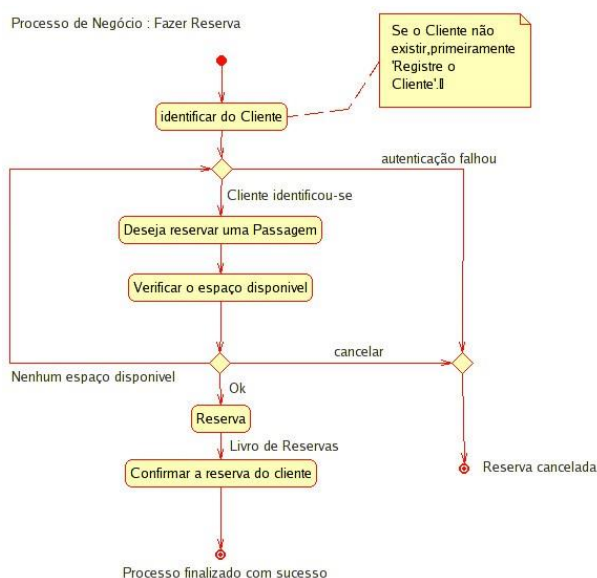 Processo de Negócio : Fazer Reserva
Se o Cliente não
existir,primeiramente
'Registre o
Cliente'.
identificar do Cliente
autenticação falhou
Cliente identificou-se
Deseja reservar uma Passagem
Verificar o espaço disponivel
cancelar
Nenhum espaço disponivel
Ok
Reserva
Livro de Reservas
Confirmar a reserva do cliente
Reserva cancelada
Processo finalizado com sucesso